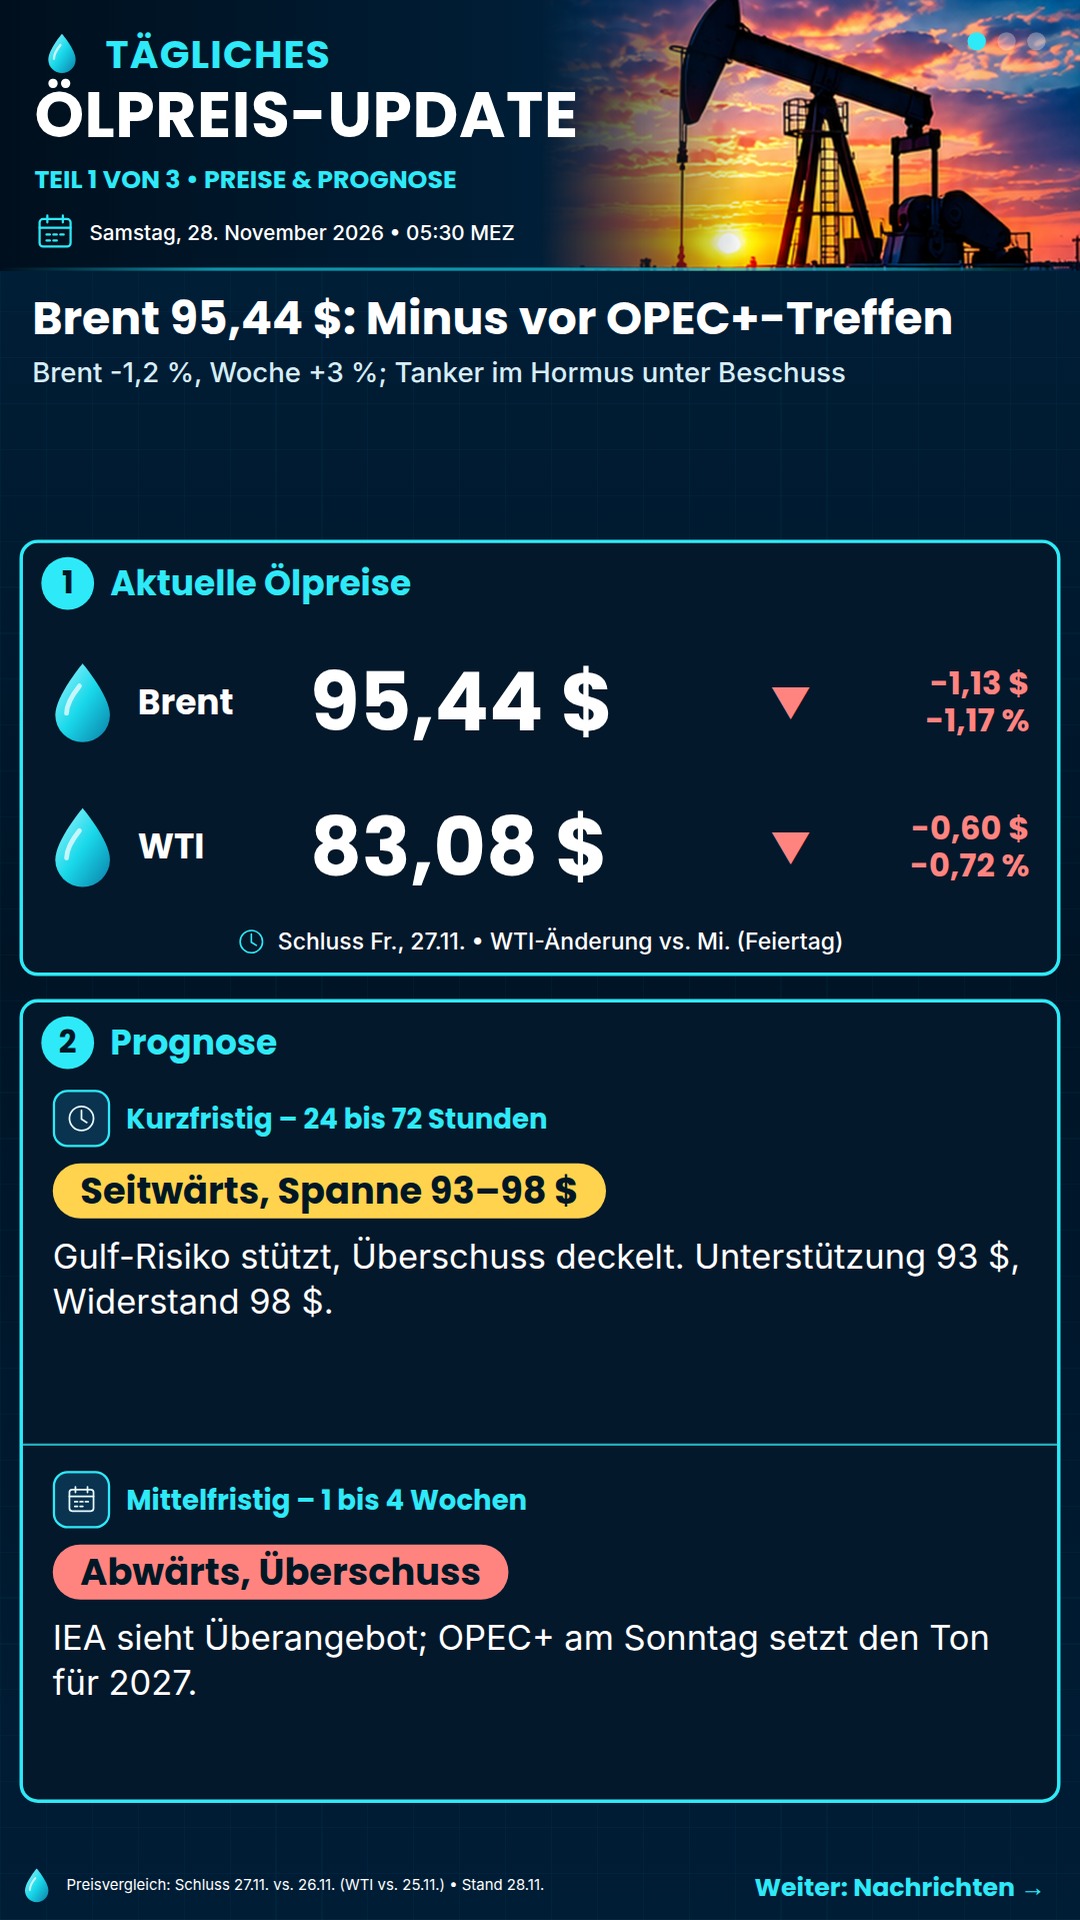 TÄGLICHES
ÖLPREIS-UPDATE
TEIL 1 VON 3 • PREISE & PROGNOSE
Samstag, 28. November 2026 • 05:30 MEZ
Brent 95,44 $: Minus vor OPEC+-Treffen
Brent -1,2 %, Woche +3 %; Tanker im Hormus unter Beschuss
1 Aktuelle Ölpreise
Brent 95,44 $ ▼ −1,13 $
−1,17 %
WTI 83,08 $ ▼ −0,60 $
−0,72 %
Schluss Fr., 27.11. • WTI-Änderung vs. Mi. (Feiertag)
2 Prognose
Kurzfristig – 24 bis 72 Stunden
Seitwärts, Spanne 93–98 $
Gulf-Risiko stützt, Überschuss deckelt. Unterstützung 93 $,
Widerstand 98 $.
Mittelfristig – 1 bis 4 Wochen
Abwärts, Überschuss
IEA sieht Überangebot; OPEC+ am Sonntag setzt den Ton
für 2027.
Preisvergleich: Schluss 27.11. vs. 26.11. (WTI vs. 25.11.) • Stand 28.11.
Weiter: Nachrichten →